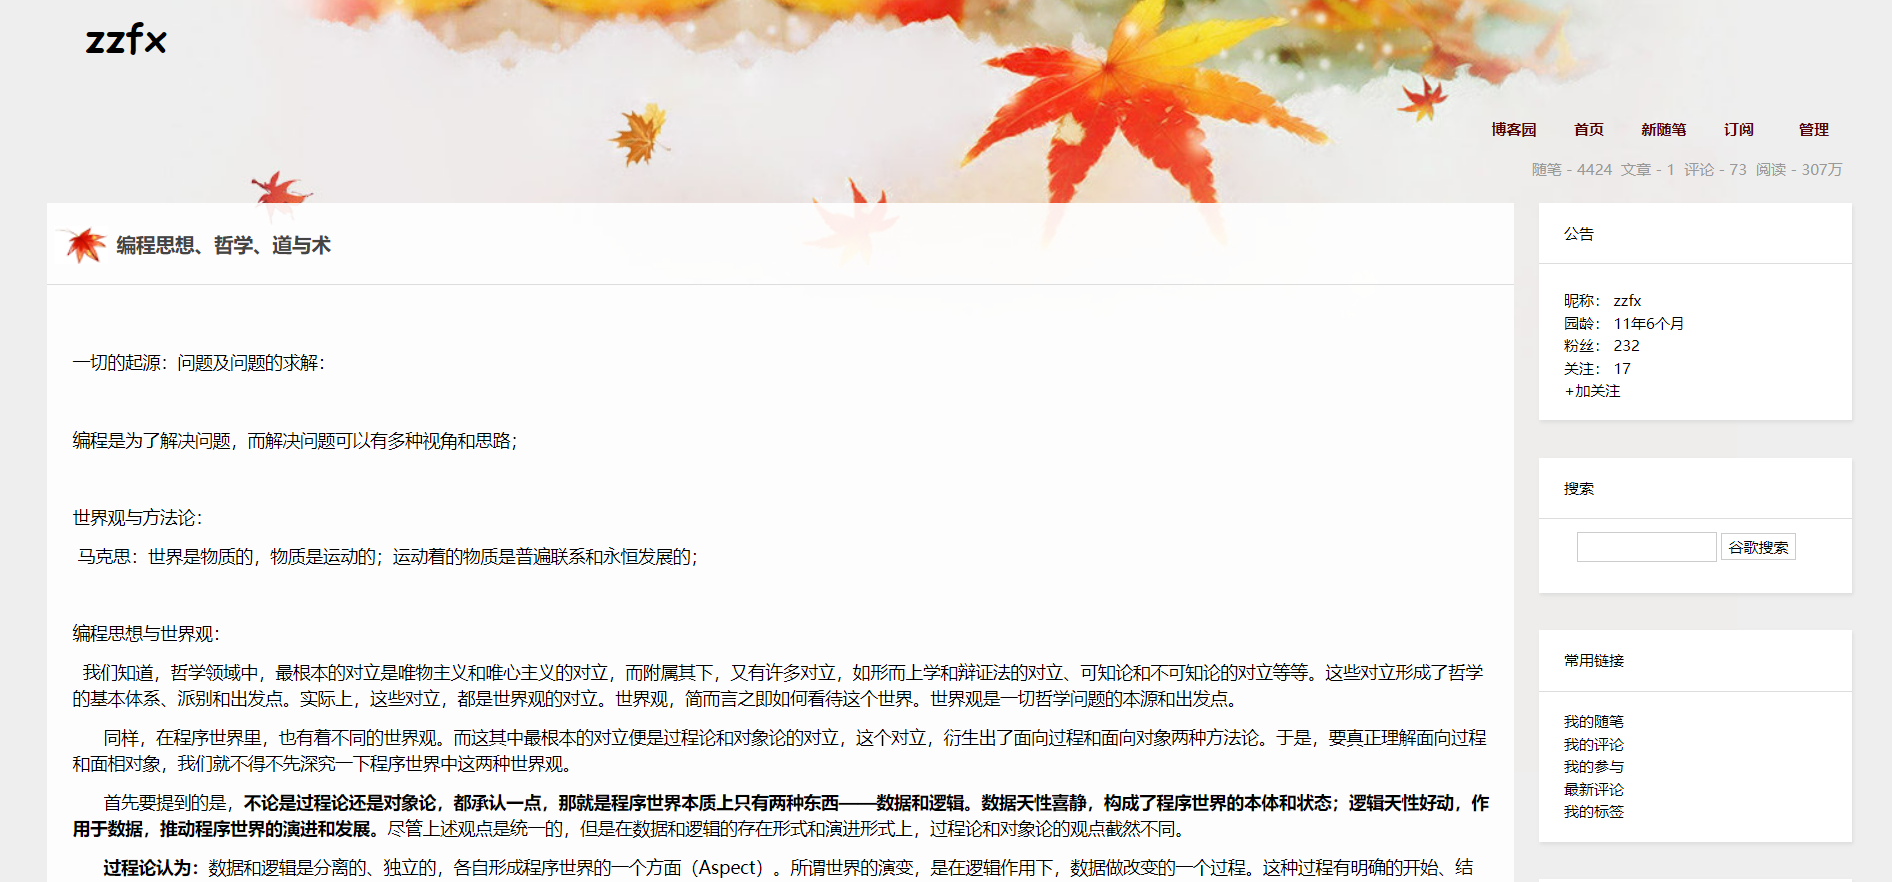 zzfx
博客园 首页 新随笔 订阅 管理
随笔 - 4424 文章 - 1 评论 - 73 阅读 - 307万
编程思想、哲学、道与术
一切的起源：问题及问题的求解：
编程是为了解决问题，而解决问题可以有多种视角和思路；
世界观与方法论：
马克思：世界是物质的，物质是运动的；运动着的物质是普遍联系和永恒发展的；
编程思想与世界观：
我们知道，哲学领域中，最根本的对立是唯物主义和唯心主义的对立，而附属其下，又有许多对立，如形而上学和辩证法的对立、可知论和不可知论的对立等等。这些对立形成了哲学
的基本体系、派别和出发点。实际上，这些对立，都是世界观的对立。世界观，简而言之即如何看待这个世界。世界观是一切哲学问题的本源和出发点。
同样，在程序世界里，也有着不同的世界观。而这其中最根本的对立便是过程论和对象论的对立，这个对立，衍生出了面向过程和面向对象两种方法论。于是，要真正理解面向过程
和面相对象，我们就不得不先深究一下程序世界中这两种世界观。
首先要提到的是，不论是过程论还是对象论，都承认一点，那就是程序世界本质上只有两种东西——数据和逻辑。数据天性喜静，构成了程序世界的本体和状态；逻辑天性好动，作
用于数据，推动程序世界的演进和发展。尽管上述观点是统一的，但是在数据和逻辑的存在形式和演进形式上，过程论和对象论的观点截然不同。
过程论认为：数据和逻辑是分离的、独立的，各自形成程序世界的一个方面（Aspect）。所谓世界的演变，是在逻辑作用下，数据做改变的一个过程。这种过程有明确的开始、结
公告
昵称： zzfx
园龄： 11年6个月
粉丝： 232
关注： 17
+加关注
搜索
谷歌搜索
常用链接
我的随笔
我的评论
我的参与
最新评论
我的标签